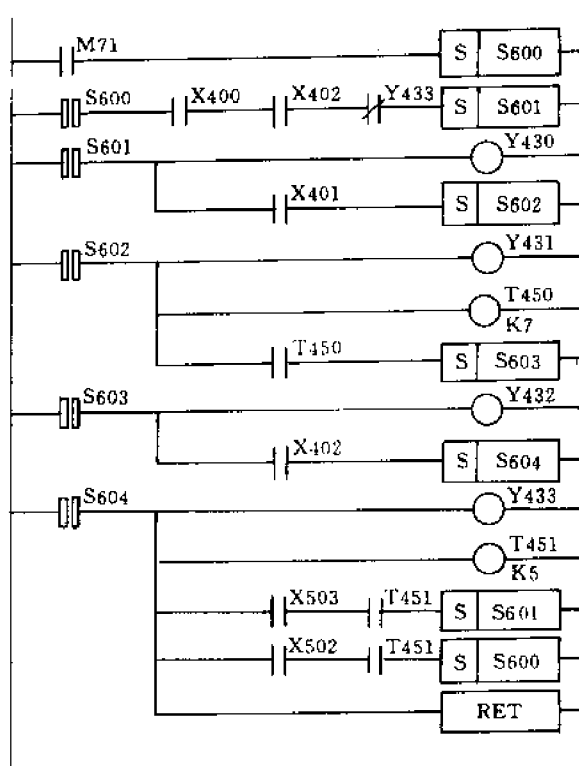 M71 S S600
S600 X400 X402 Y433 S S601
S601 Y430
X401 S S602
S602 Y431
T450
K7
T450 S S603
S603 Y432
X402 S S604
S604 Y433
T451
K5
X503 T451 S S601
X502 T451 S S600
RET